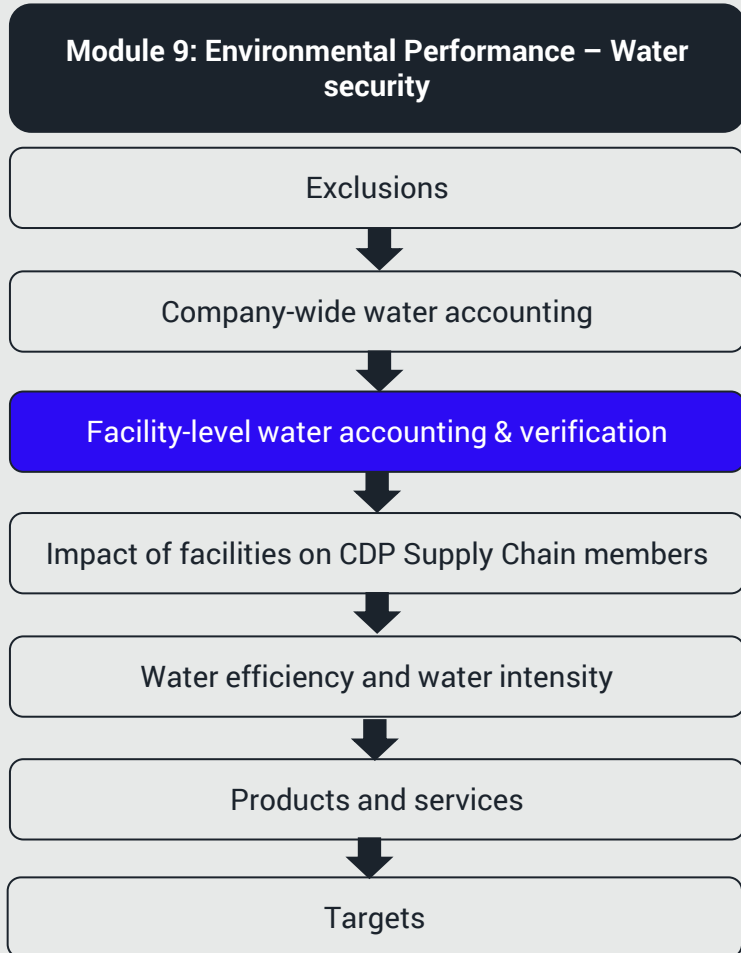 Module 9: Environmental Performance – Water
security
Exclusions
Company-wide water accounting
Facility-level water accounting & verification
Impact of facilities on CDP Supply Chain members
Water efficiency and water intensity
Products and services
Targets